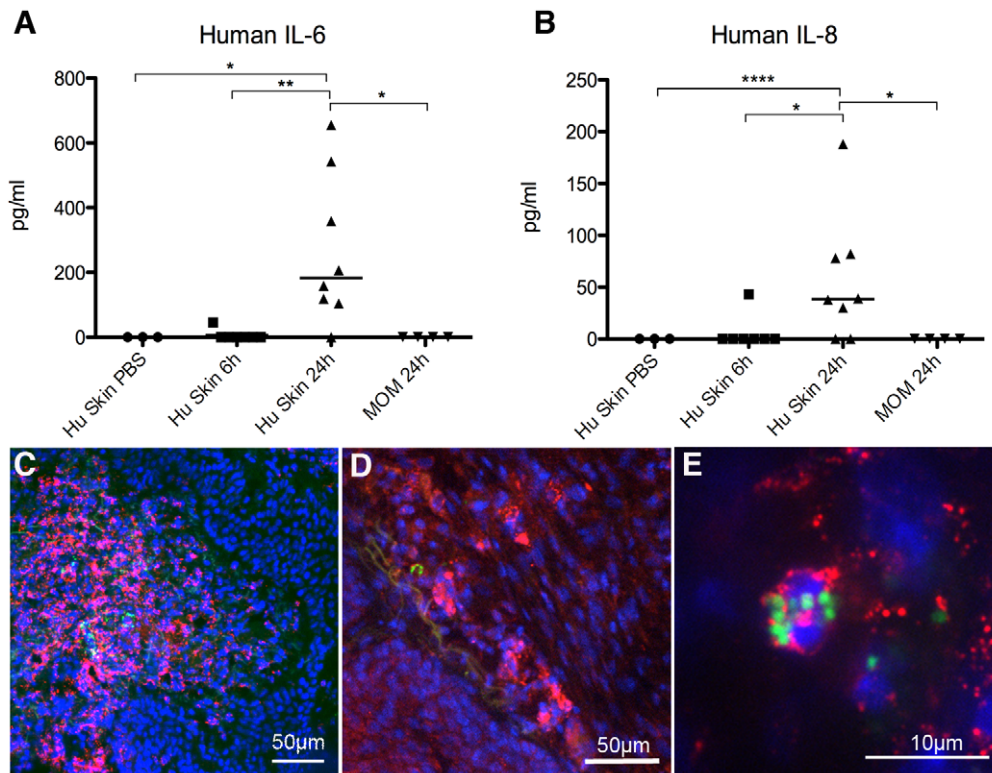 A
Human IL-6
pg/ml
800
600
400
200
0
*
**
*
Hu Skin PBS
Hu Skin 6h
Hu Skin 24h
MOM 24h
B
Human IL-8
pg/ml
250
200
150
100
50
0
****
*
*
Hu Skin PBS
Hu Skin 6h
Hu Skin 24h
MOM 24h
C
50µm
D
50µm
E
10µm